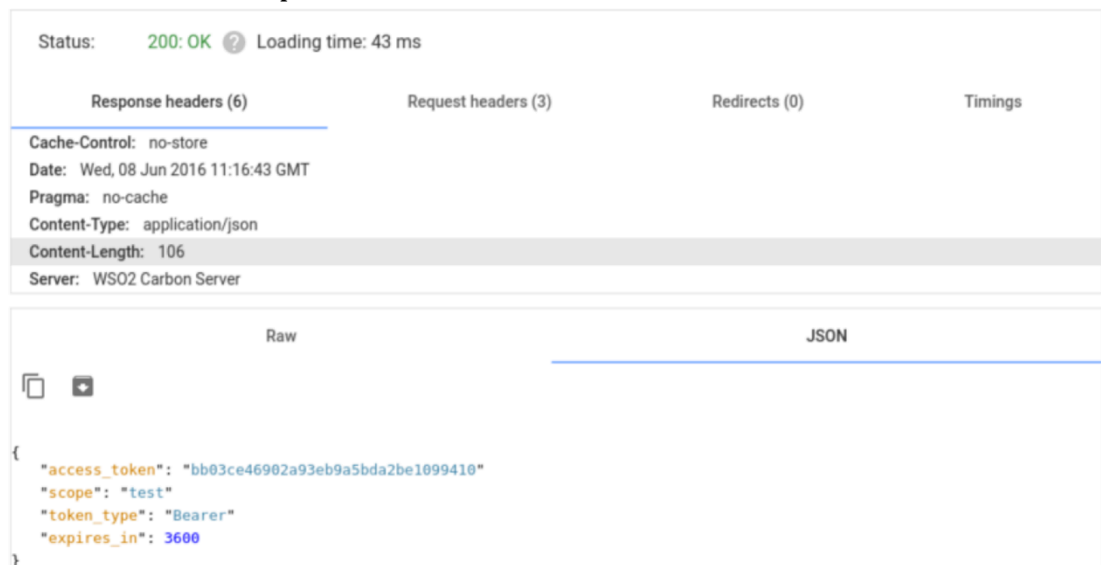 Status: 200: OK ? Loading time: 43 ms
Response headers (6) Request headers (3) Redirects (0) Timings
Cache-Control: no-store
Date: Wed, 08 Jun 2016 11:16:43 GMT
Pragma: no-cache
Content-Type: application/json
Content-Length: 106
Server: WSO2 Carbon Server
Raw JSON
{
"access_token": "bb03ce46902a93eb9a5bda2be1099410"
"scope": "test"
"token_type": "Bearer"
"expires_in": 3600
}